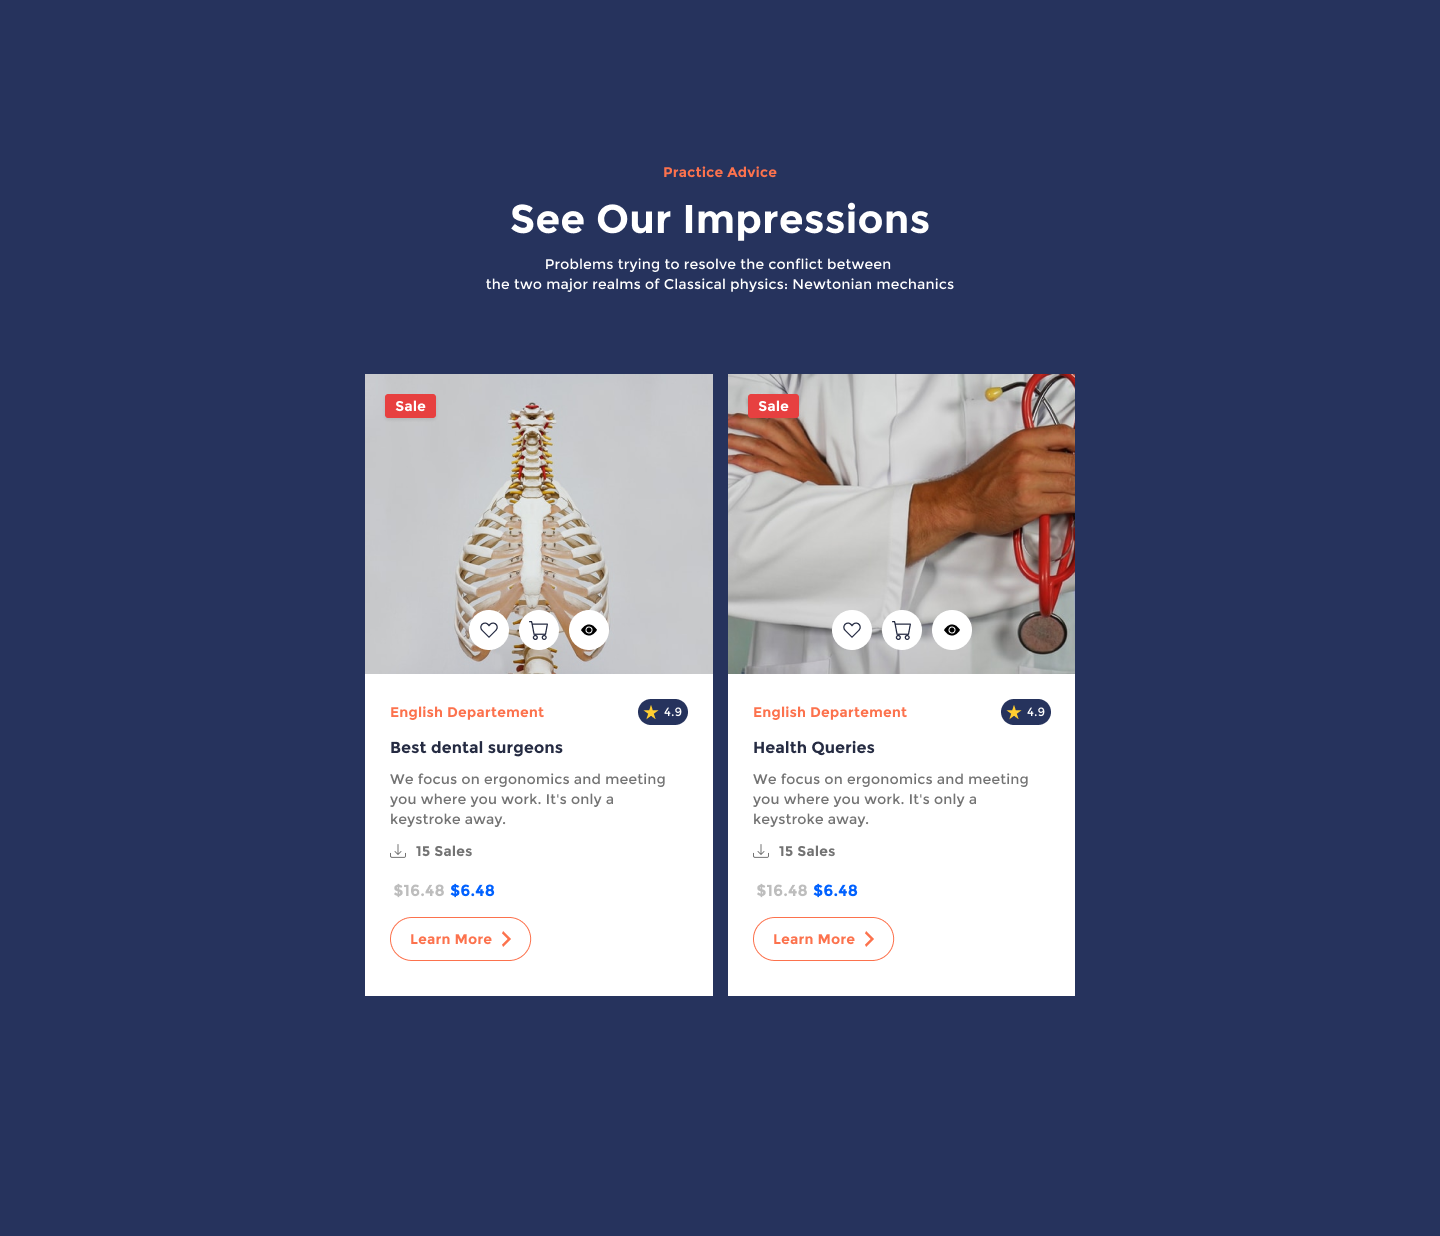 Practice Advice
See Our Impressions
Problems trying to resolve the conflict between
the two major realms of Classical physics: Newtonian mechanics
Sale
English Departement
4.9
Best dental surgeons
We focus on ergonomics and meeting
you where you work. It's only a
keystroke away.
15 Sales
$16.48 $6.48
Learn More
Sale
English Departement
4.9
Health Queries
We focus on ergonomics and meeting
you where you work. It's only a
keystroke away.
15 Sales
$16.48 $6.48
Learn More